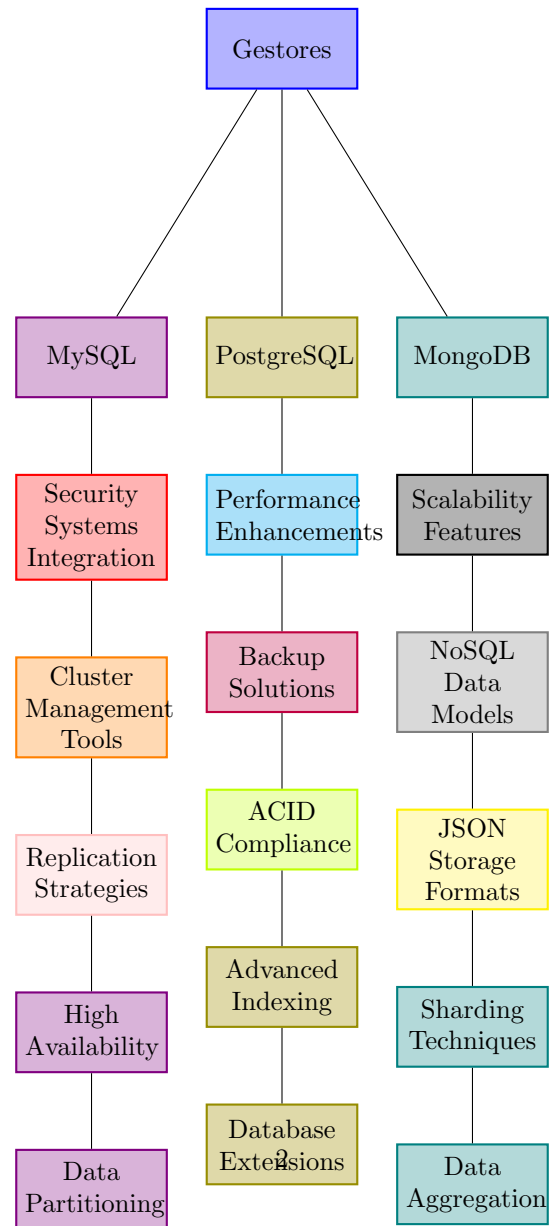 Gestores
MySQL
PostgreSQL
MongoDB
Security
Systems
Integration
Performance
Enhancements
Scalability
Features
Cluster
Management
Tools
Backup
Solutions
NoSQL
Data
Models
Replication
Strategies
ACID
Compliance
JSON
Storage
Formats
High
Availability
Advanced
Indexing
Sharding
Techniques
Data
Partitioning
Database
Extensions
2
Data
Aggregation